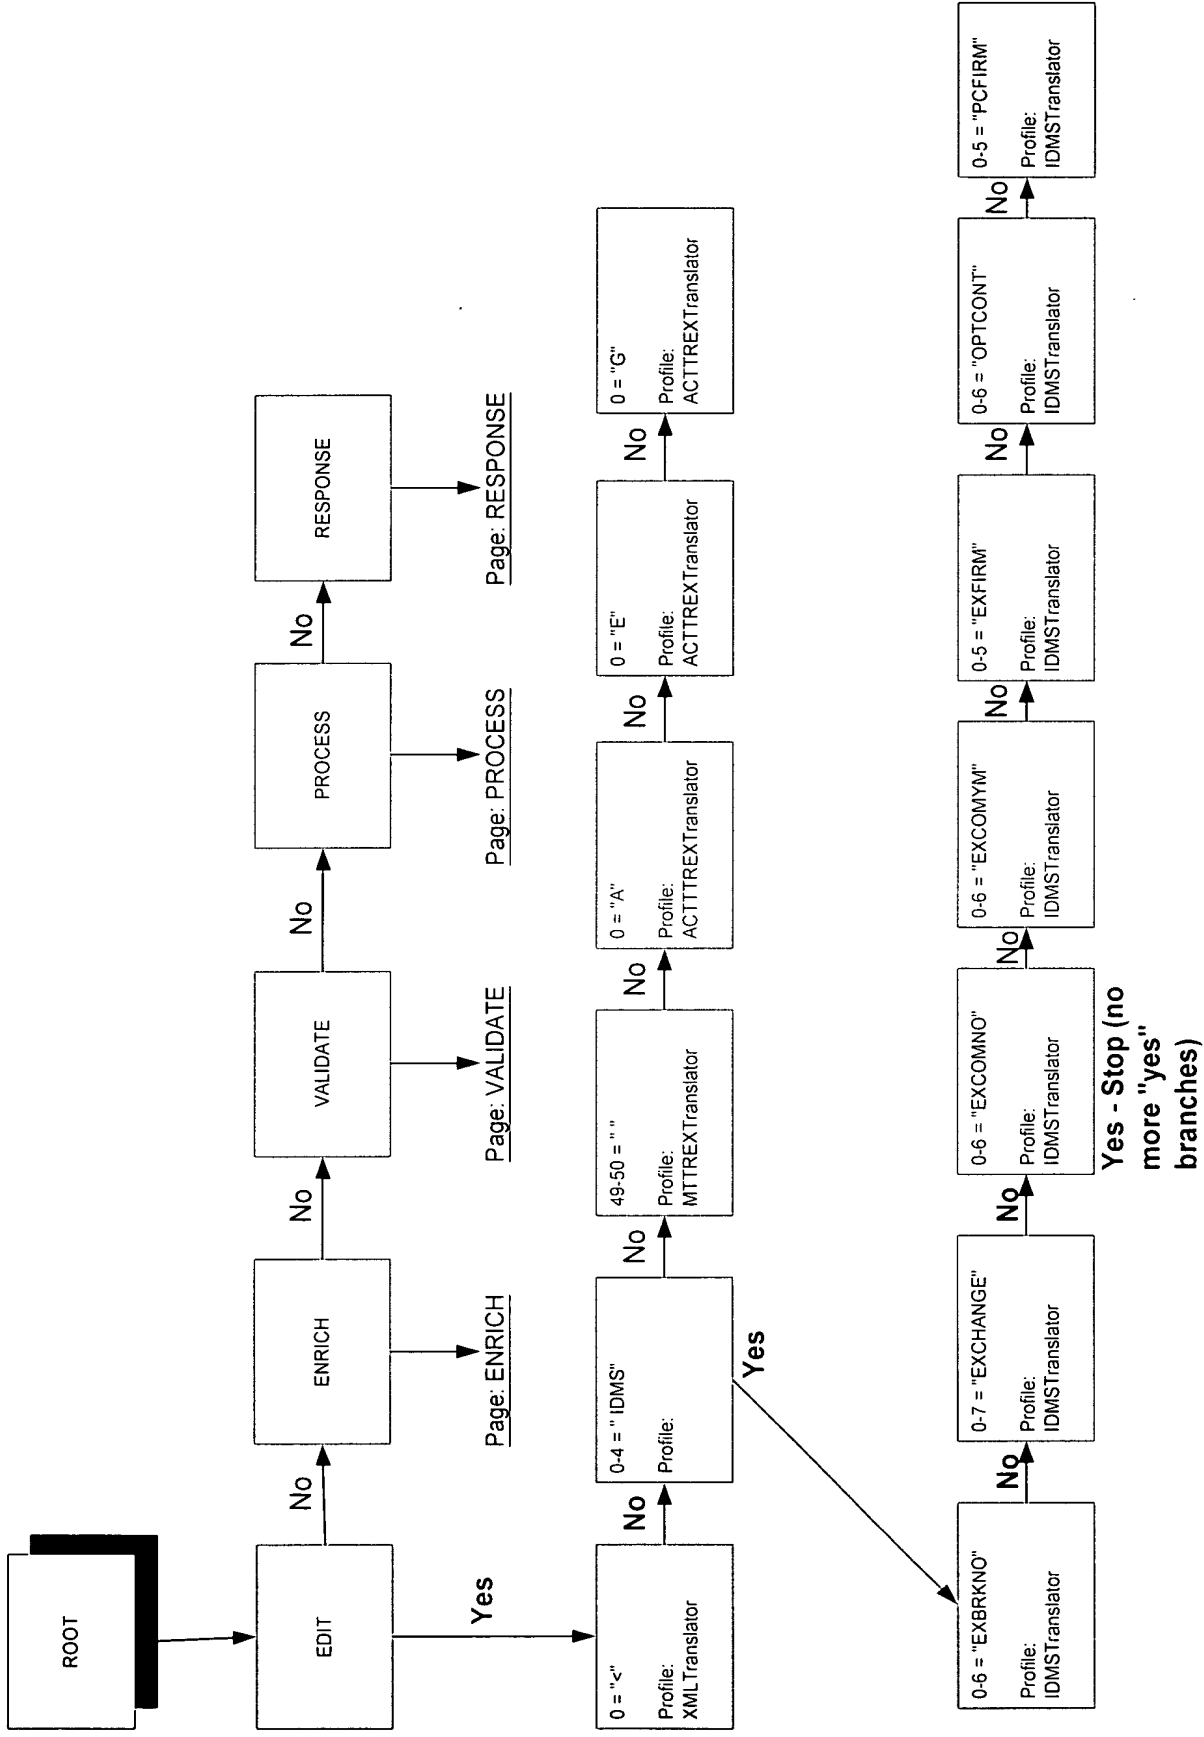 ROOT
EDIT
No
ENRICH
No
VALIDATE
No
PROCESS
No
RESPONSE
Yes
Page: ENRICH
Page: VALIDATE
Page: PROCESS
Page: RESPONSE
0 = "<"
Profile:
XMLTranslator
No
0-4 = " IDMS"
Profile:
No
49-50 = " "
Profile:
MTTREXTranslator
No
0 = "A"
Profile:
ACTTTREXTranslator
No
0 = "E"
Profile:
ACTTREXTranslator
No
0 = "G"
Profile:
ACTTREXTranslator
Yes
0-6 = "EXBRKNO"
Profile:
IDMSTranslator
No
0-7 = "EXCHANGE"
Profile:
IDMSTranslator
No
0-6 = "EXCOMNO"
Profile:
IDMSTranslator
No
0-6 = "EXCOMYM"
Profile:
IDMSTranslator
No
0-5 = "EXFIRM"
Profile:
IDMSTranslator
No
0-6 = "OPTCONT"
Profile:
IDMSTranslator
No
0-5 = "PCFIRM"
Profile:
IDMSTranslator
Yes - Stop (no
more "yes"
branches)